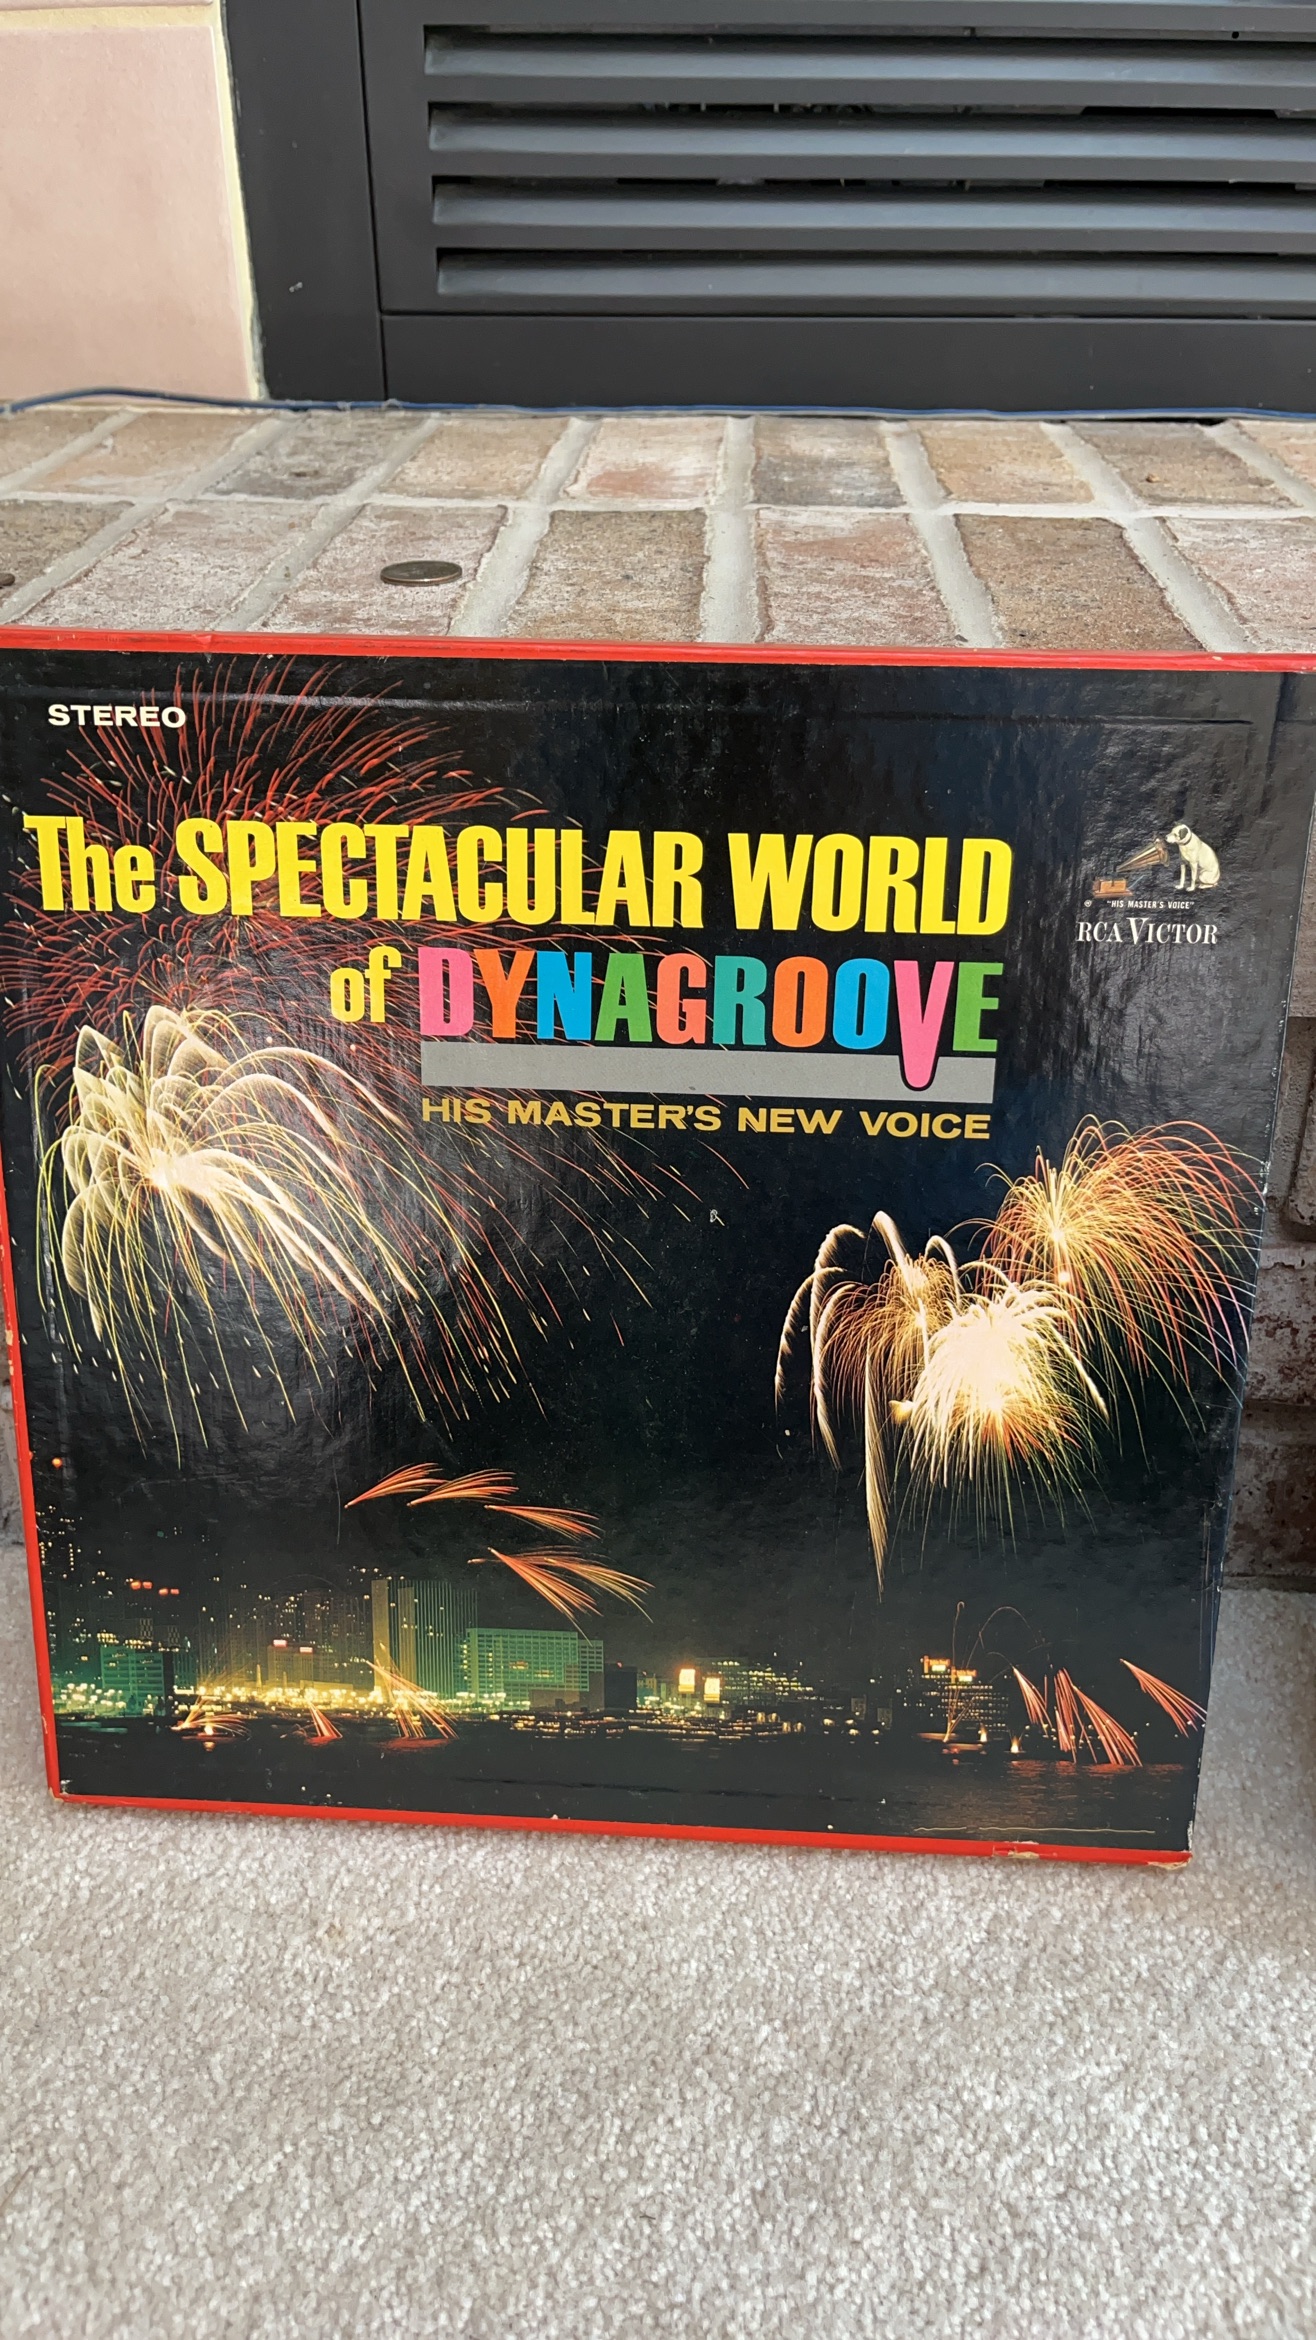 STEREO
The SPECTACULAR WORLD
of DYNAGROOVE
HIS MASTER'S NEW VOICE
"HIS MASTER'S VOICE"
RCA VICTOR